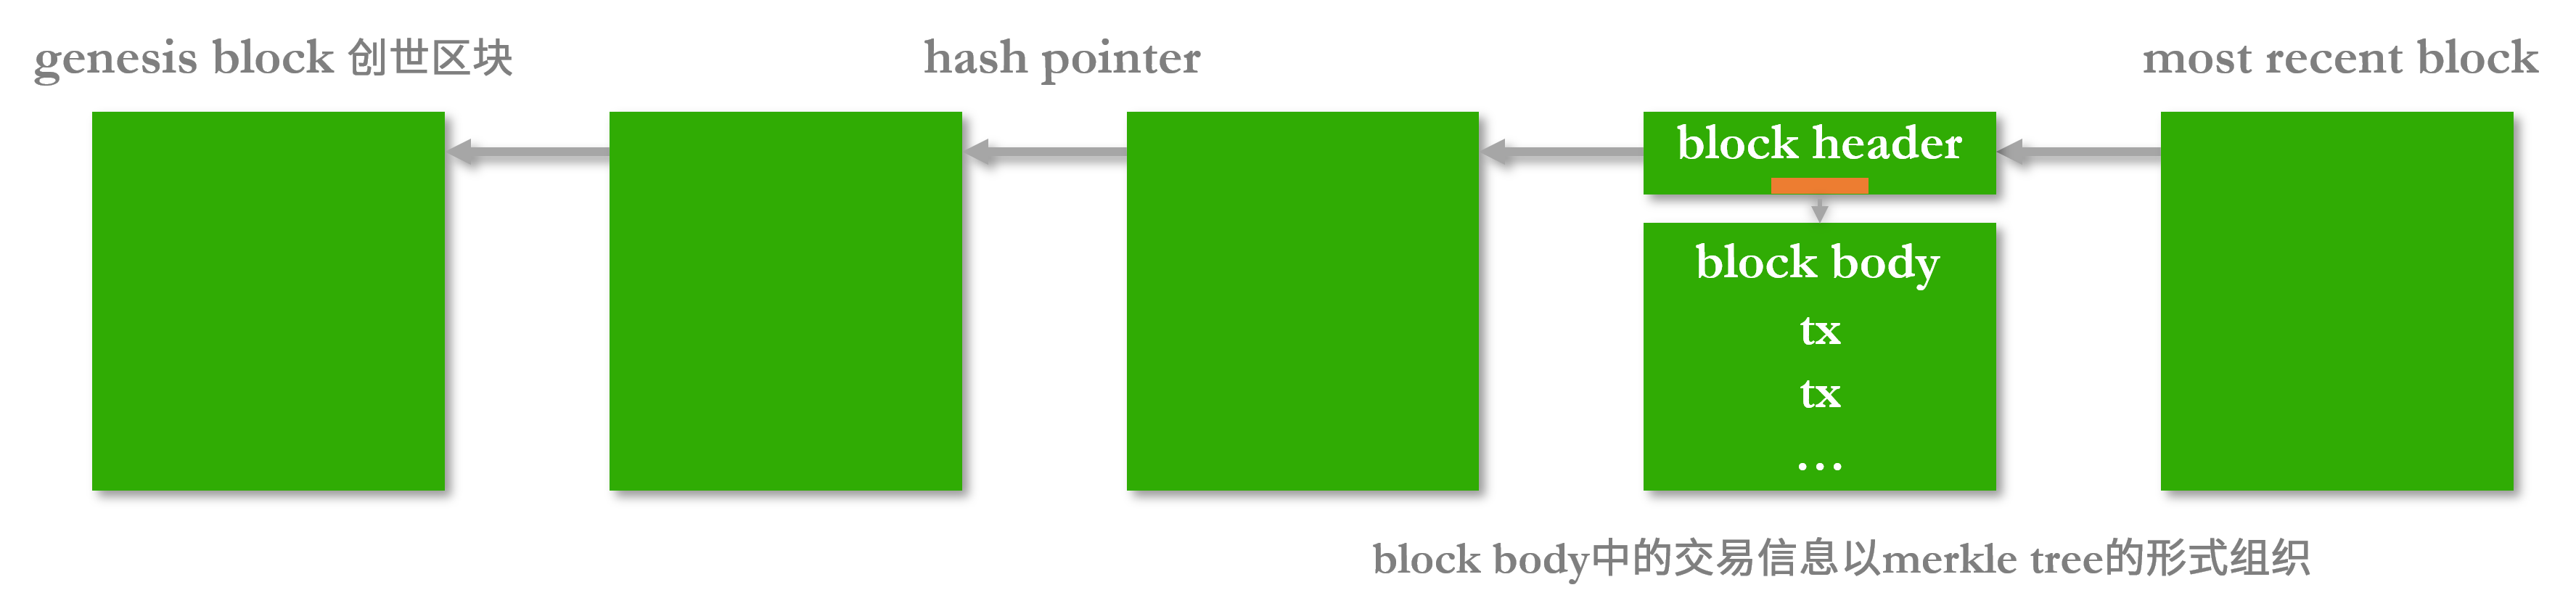 genesis block 创世区块
hash pointer
most recent block
block header
block body
tx
tx
...
block body中的交易信息以merkle tree的形式组织